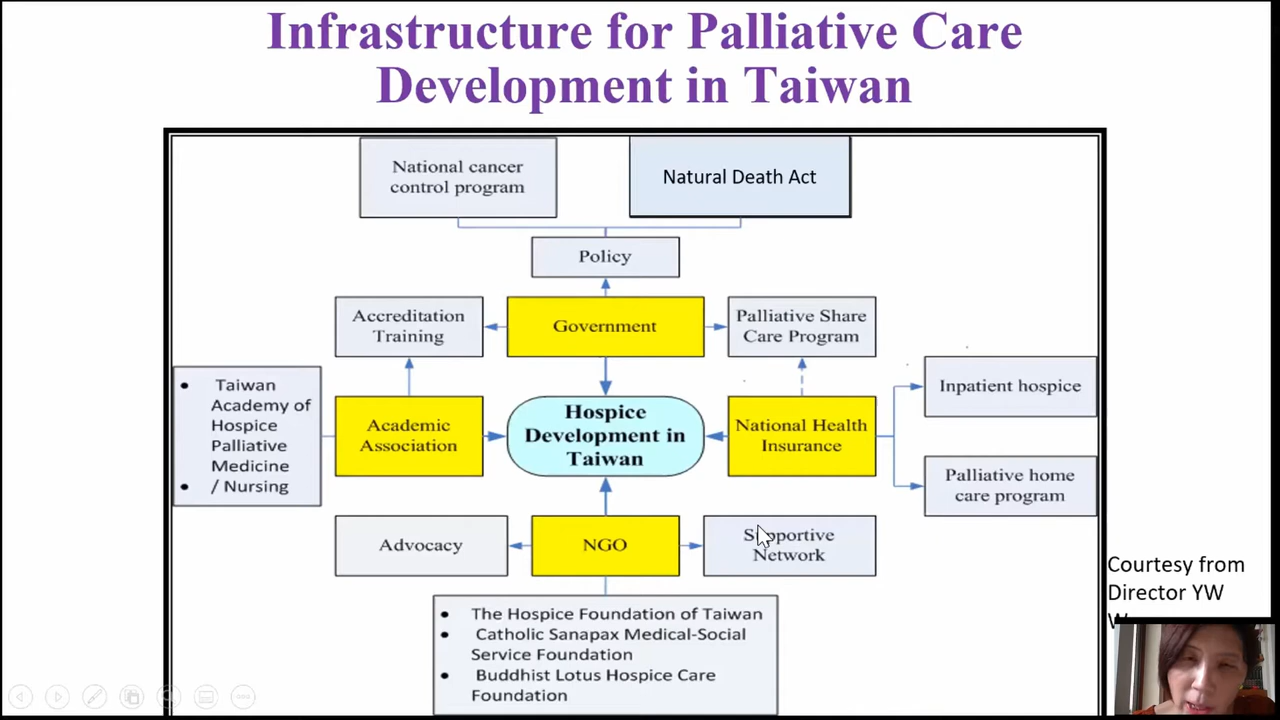 Infrastructure for Palliative Care
Development in Taiwan
National cancer
control program
Natural Death Act
Policy
Accreditation
Training
Government
Palliative Share
Care Program
• Taiwan
Academy of
Hospice
Palliative
Medicine
• / Nursing
Academic
Association
Hospice
Development in
Taiwan
National Health
Insurance
Inpatient hospice
Palliative home
care program
Advocacy
NGO
Supportive
Network
• The Hospice Foundation of Taiwan
• Catholic Sanapax Medical-Social
Service Foundation
• Buddhist Lotus Hospice Care
Foundation
Courtesy from
Director YW